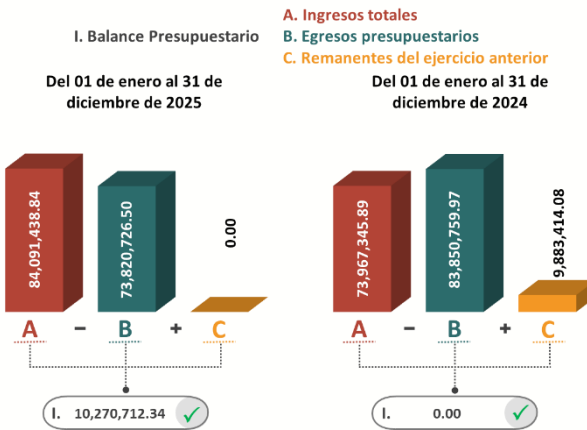 A. Ingresos totales
I. Balance Presupuestario
B. Egresos presupuestarios
C. Remanentes del ejercicio anterior
Del 01 de enero al 31 de
diciembre de 2025
84,091,438.84
73,820,726.50
0.00
A – B + C
I. 10,270,712.34
Del 01 de enero al 31 de
diciembre de 2024
73,967,345.89
83,850,759.97
9,883,414.08
A – B + C
I. 0.00